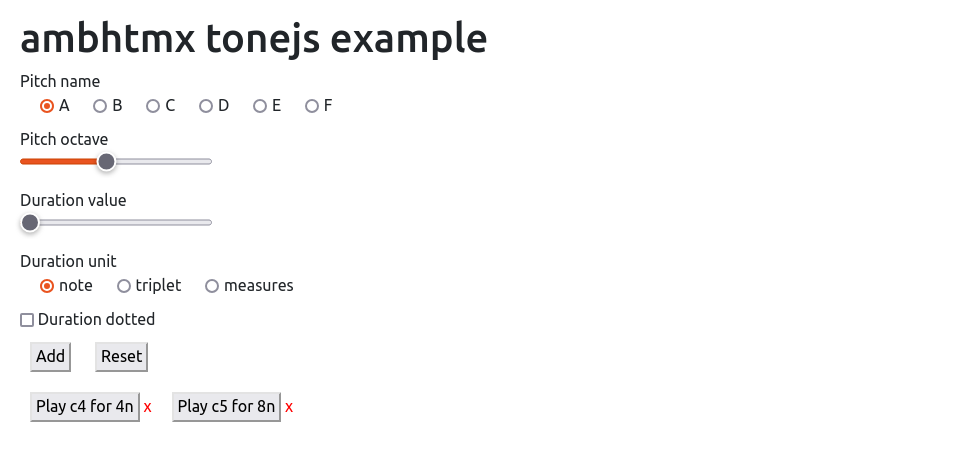 ambhtmx tonejs example
Pitch name
A B C D E F
Pitch octave
Duration value
Duration unit
note triplet measures
Duration dotted
Add Reset
Play c4 for 4n x Play c5 for 8n x